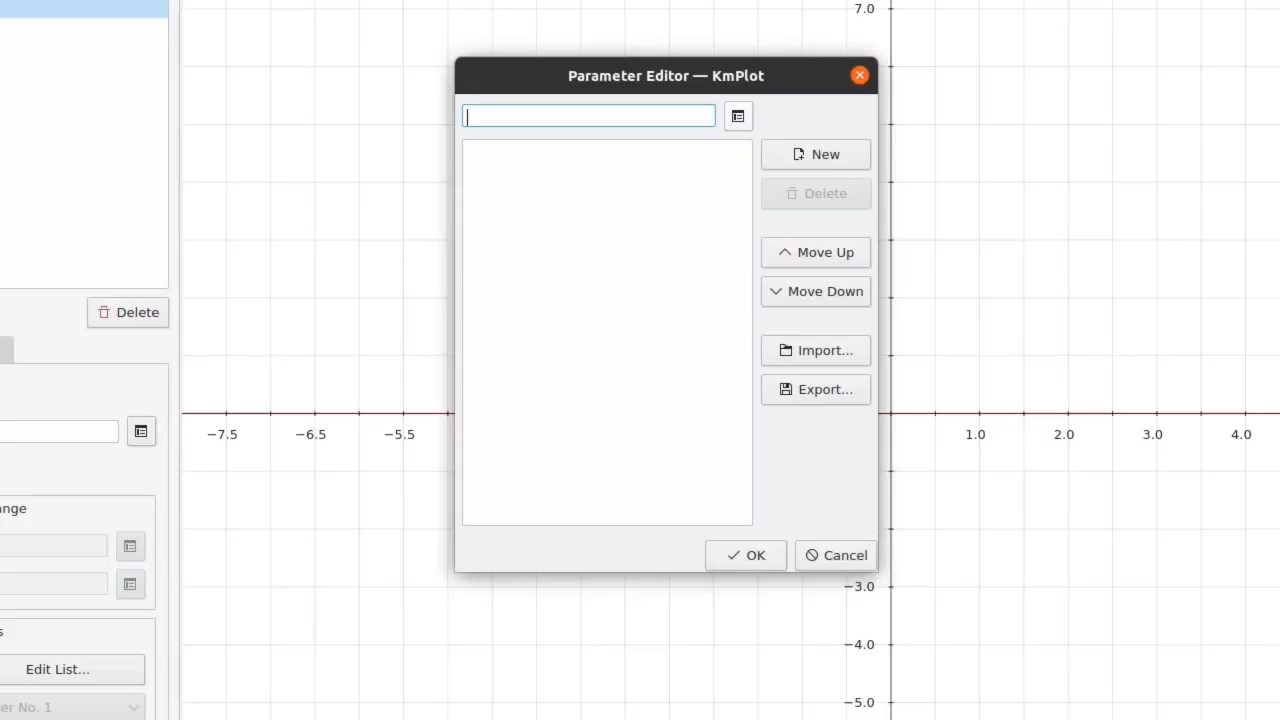 7.0
Parameter Editor — KmPlot
New
Delete
Move Up
Delete
Move Down
Import...
Export...
−7.5 −6.5 −5.5 1.0 2.0 3.0 4.0
OK Cancel
−3.0
−4.0
Edit List...
−5.0
No. 1